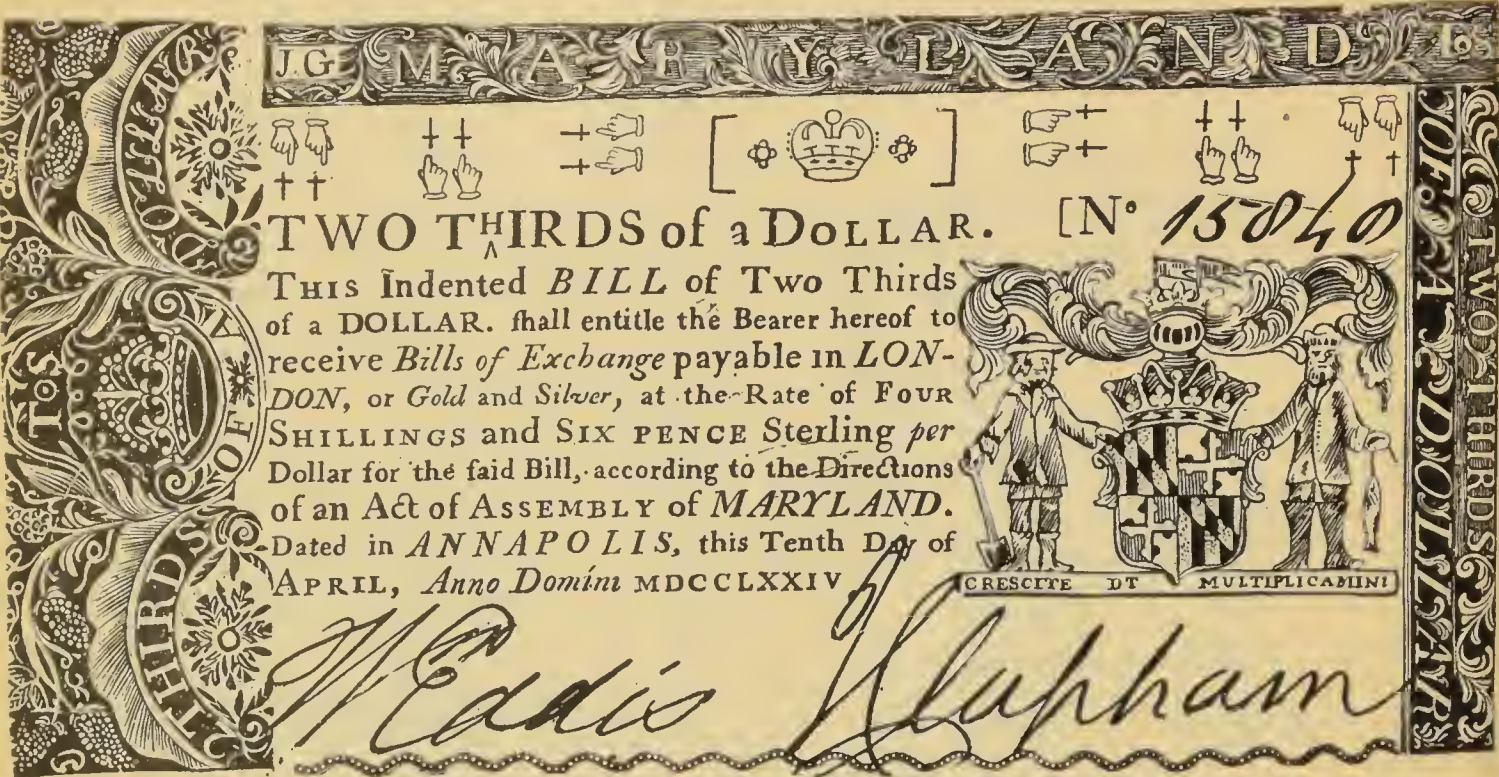 J.G MARYLAND
TWO THIRDS of a DOLLAR. [No 15840
THIS Indented BILL of Two Thirds
of a DOLLAR. ſhall entitle the Bearer hereof to
receive Bills of Exchange payable in LON-
DON, or Gold and Silver, at the Rate of FOUR
SHILLINGS and SIX PENCE Sterling per
Dollar for the ſaid Bill, according to the Directions
of an Act of ASSEMBLY of MARYLAND.
Dated in ANNAPOLIS, this Tenth Day of
APRIL, Anno Domini MDCCLXXIV
CRESCITE DT MULTIPLICAMINI
W Eddis
J Clapham
THIRDS OF A DOLLAR
TWO THIRDS
OF A DOLLAR